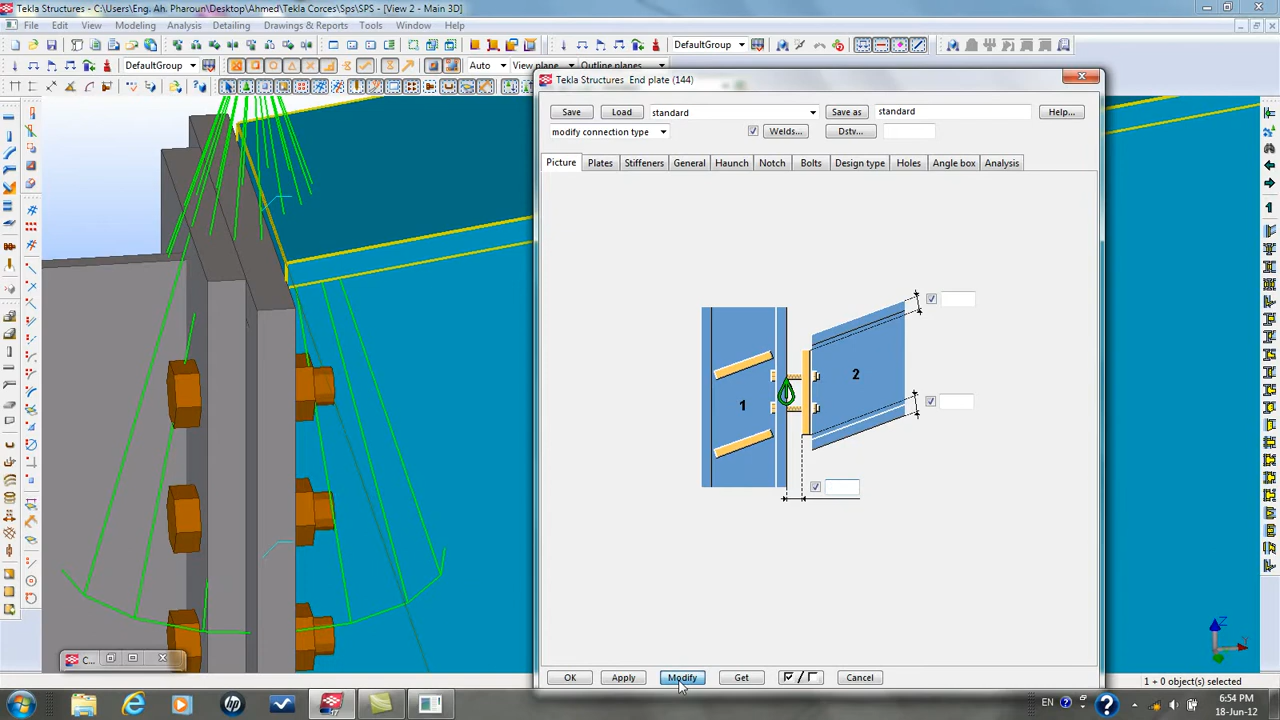 Tekla Structures - C:\Users\Eng. Ah. Pharoun\Desktop\Ahmed\Tekla Corces\Sps\SPS - [View 2 - Main 3D]
File Edit View Modeling Analysis Detailing Drawings & Reports Tools Window Help
DefaultGroup
DefaultGroup Auto View plane Outline planes
Tekla Structures End plate (144)
Save Load standard Save as standard Help...
modify connection type Welds... Dstv...
Picture Plates Stiffeners General Haunch Notch Bolts Design type Holes Angle box Analysis
1
2
OK Apply Modify Get / Cancel
C...
Z
1 + 0 object(s) selected
hp EN ? 6:54 PM
18-Jun-12